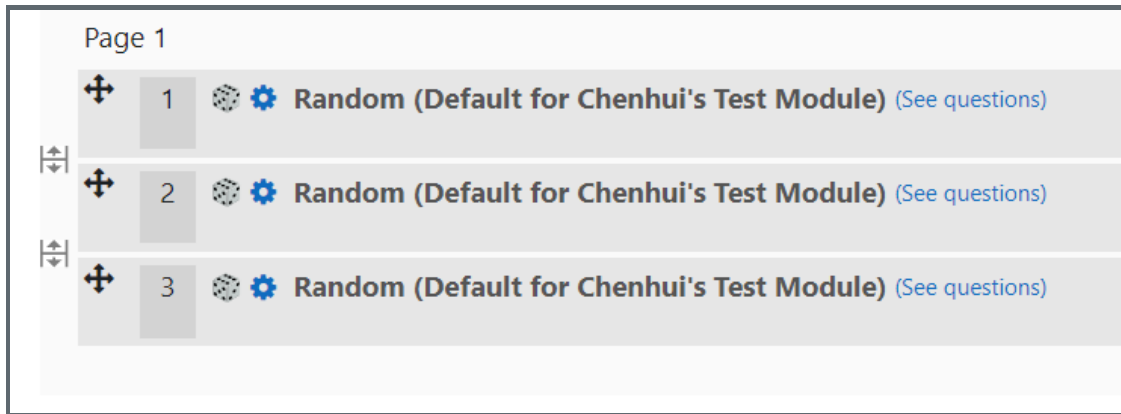 Page 1
1 Random (Default for Chenhui's Test Module) (See questions)
2 Random (Default for Chenhui's Test Module) (See questions)
3 Random (Default for Chenhui's Test Module) (See questions)